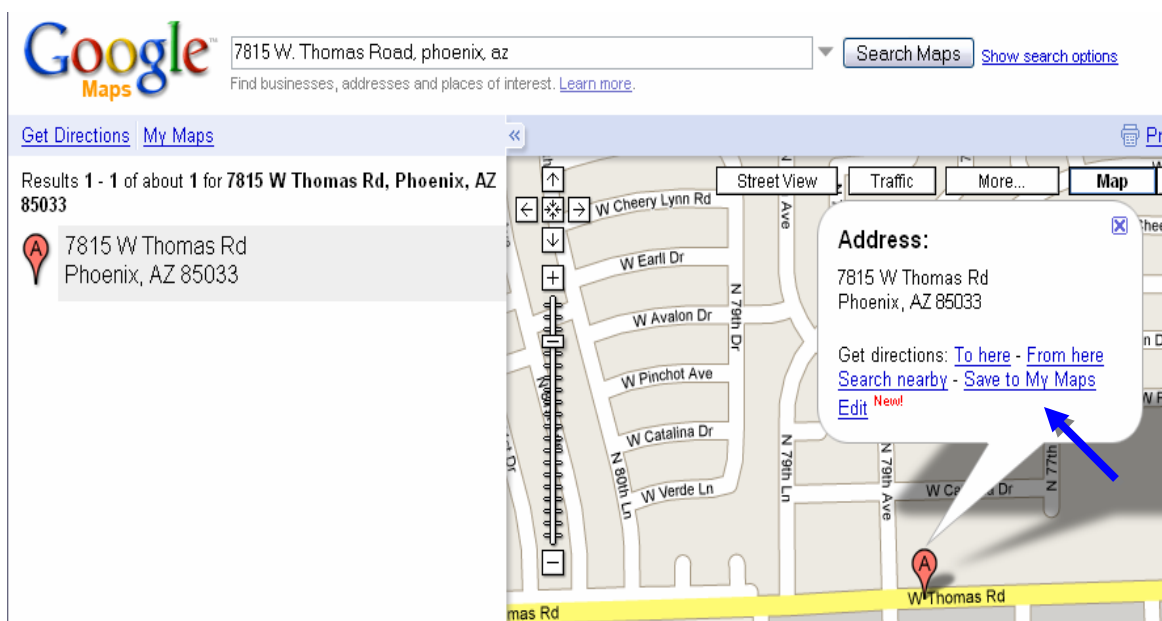 Google™
Maps
7815 W. Thomas Road, phoenix, az
Search Maps
Show search options
Find businesses, addresses and places of interest. Learn more.
Get Directions
My Maps
«
Results 1 - 1 of about 1 for 7815 W Thomas Rd, Phoenix, AZ
85033
A
7815 W Thomas Rd
Phoenix, AZ 85033
Street View
Traffic
More...
Map
Address:
7815 W Thomas Rd
Phoenix, AZ 85033
Get directions: To here - From here
Search nearby - Save to My Maps
Edit New!
W Cheery Lynn Rd
Ave
W Earll Dr
N 79th Dr
W Avalon Dr
W Pinchot Ave
W Catalina Dr
N 80th Ln
W Verde Ln
N 79th Ln
N 79th Ave
N 77th
Dr
A
W Thomas Rd
mas Rd